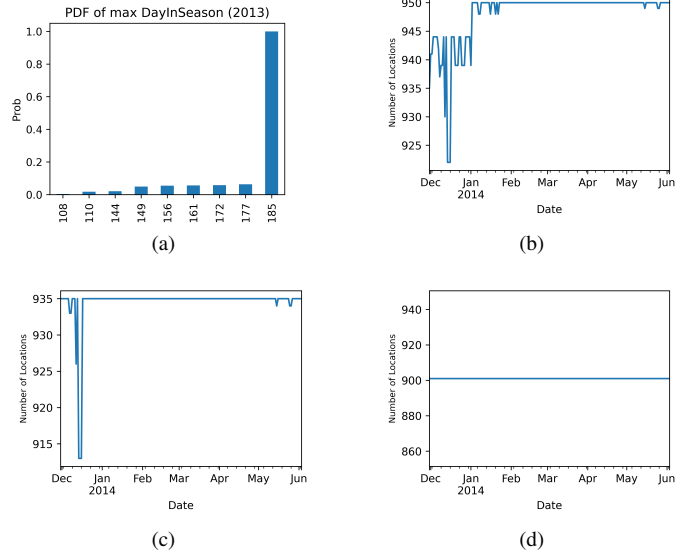 PDF of max DayInSeason (2013)
Prob
1.0
0.8
0.6
0.4
0.2
0.0
108 110 144 149 156 161 172 177 185
(a)
Number of Locations
950
945
940
935
930
925
Dec Jan Feb Mar Apr May Jun
2014
Date
(b)
Number of Locations
935
930
925
920
915
Dec Jan Feb Mar Apr May Jun
2014
Date
(c)
Number of Locations
940
920
900
880
860
Dec Jan Feb Mar Apr May Jun
2014
Date
(d)